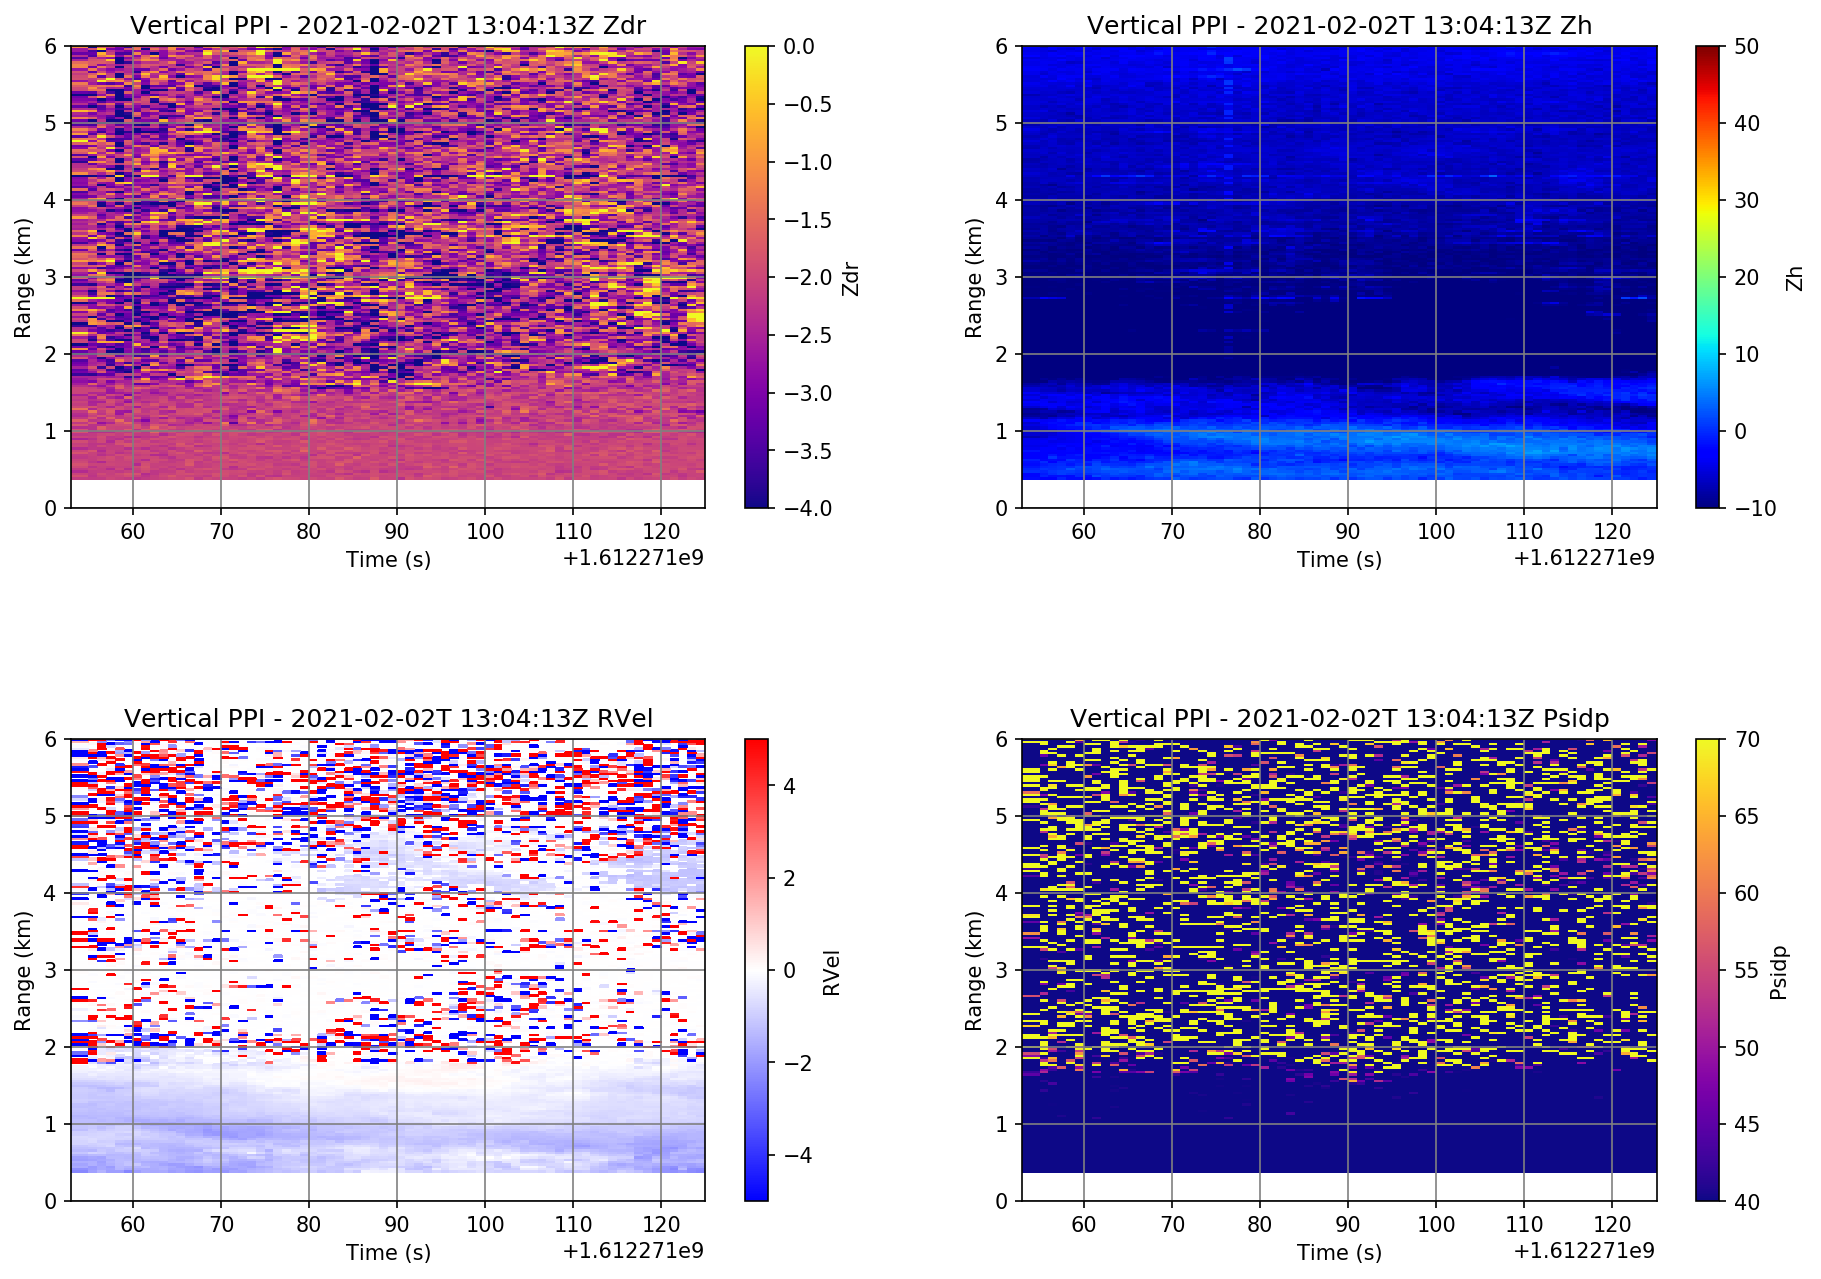 Vertical PPI - 2021-02-02T 13:04:13Z Zdr
6
5
4
3
2
1
0
Range (km)
60 70 80 90 100 110 120
Time (s)
+1.612271e9
0.0
−0.5
−1.0
−1.5
−2.0
−2.5
−3.0
−3.5
−4.0
Zdr
Vertical PPI - 2021-02-02T 13:04:13Z Zh
6
5
4
3
2
1
0
Range (km)
60 70 80 90 100 110 120
Time (s)
+1.612271e9
50
40
30
20
10
0
−10
Zh
Vertical PPI - 2021-02-02T 13:04:13Z RVel
6
5
4
3
2
1
0
Range (km)
60 70 80 90 100 110 120
Time (s)
+1.612271e9
4
2
0
−2
−4
RVel
Vertical PPI - 2021-02-02T 13:04:13Z Psidp
6
5
4
3
2
1
0
Range (km)
60 70 80 90 100 110 120
Time (s)
+1.612271e9
70
65
60
55
50
45
40
Psidp